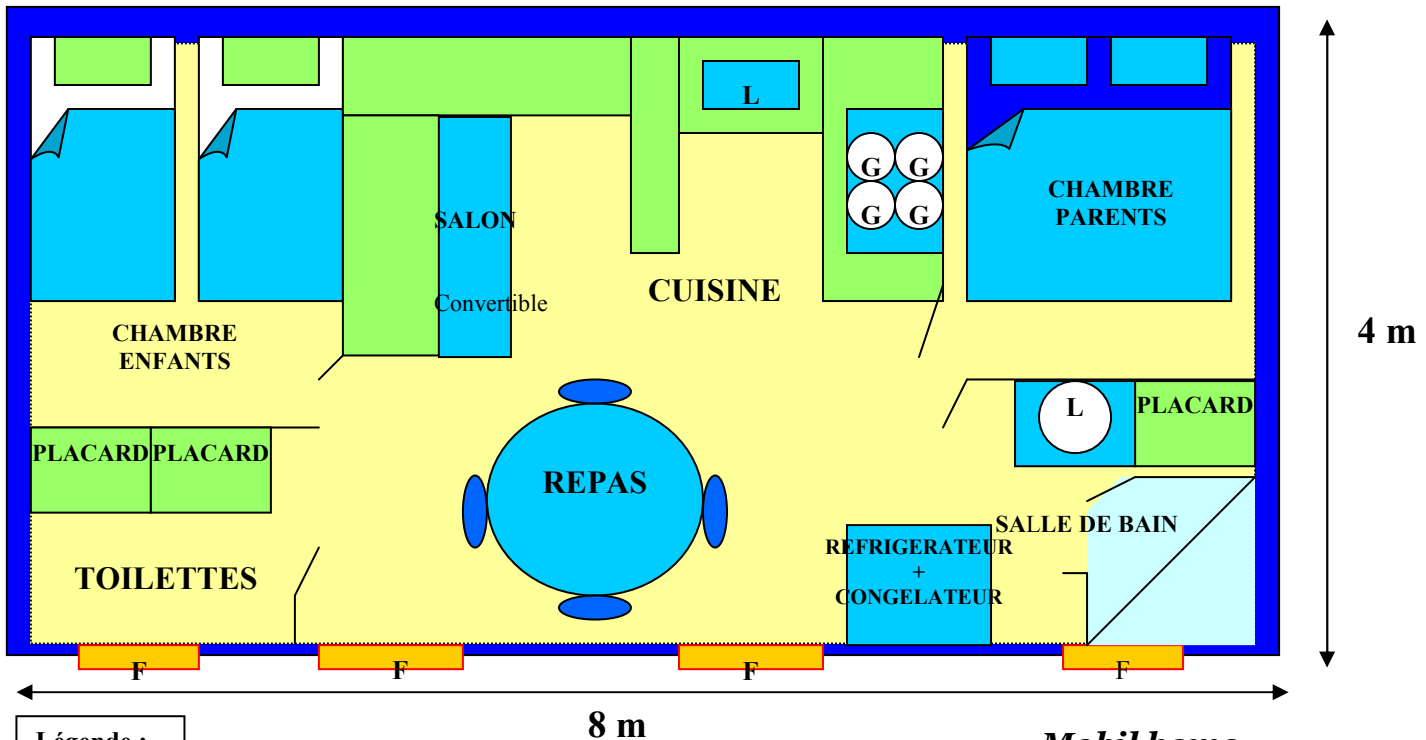 L
G G
G G
CHAMBRE
PARENTS
SALON
CUISINE
Convertible
CHAMBRE
ENFANTS
4 m
L
PLACARD
PLACARD PLACARD
REPAS
SALLE DE BAIN
REFRIGERATEUR
+
CONGELATEUR
TOILETTES
F F F F
8 m
Légende :